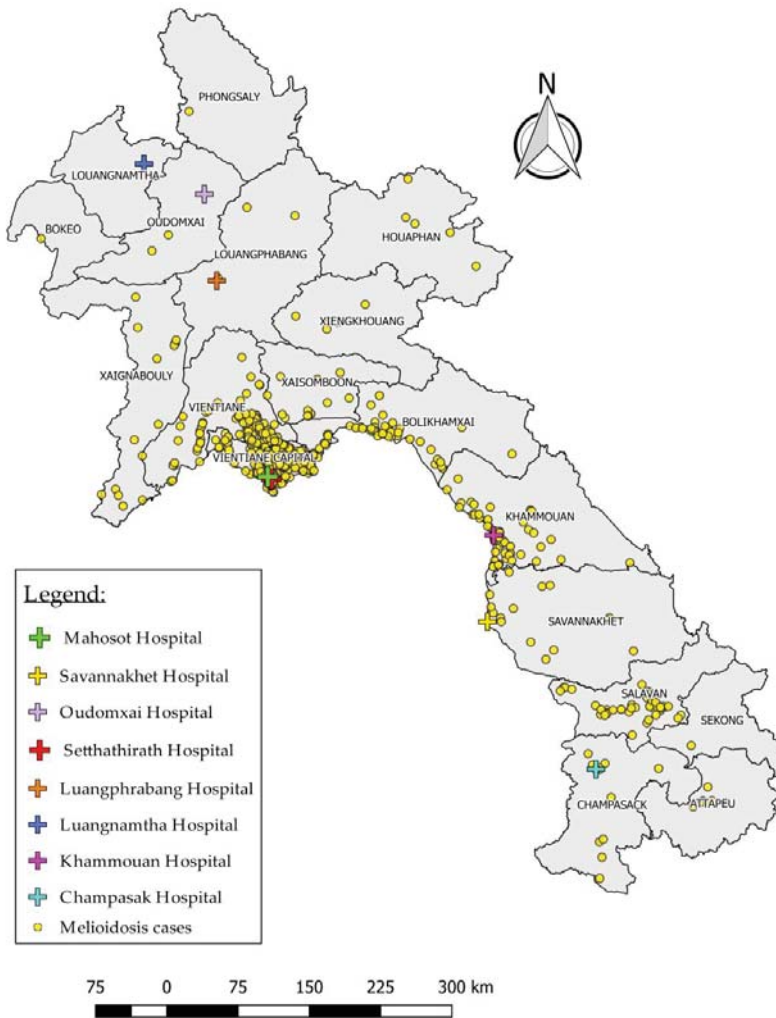 N
PHONGSALY
LOUANGNAMTHA
BOKEO
OUDOMXAI
LOUANGPHABANG
HOUAPHAN
XIENGKHOUANG
XAIGNABOULY
XAISOMBOON
VIENTIANE
BOLIKHAMXAI
VIENTIANE CAPITAL
KHAMMOUAN
SAVANNAKHET
SALAVAN
SEKONG
CHAMPASACK
ATTAPEU
Legend:
Mahosot Hospital
Savannakhet Hospital
Oudomxai Hospital
Setthathirath Hospital
Luangphrabang Hospital
Luangnamtha Hospital
Khammouan Hospital
Champasak Hospital
Melioidosis cases
75 0 75 150 225 300 km